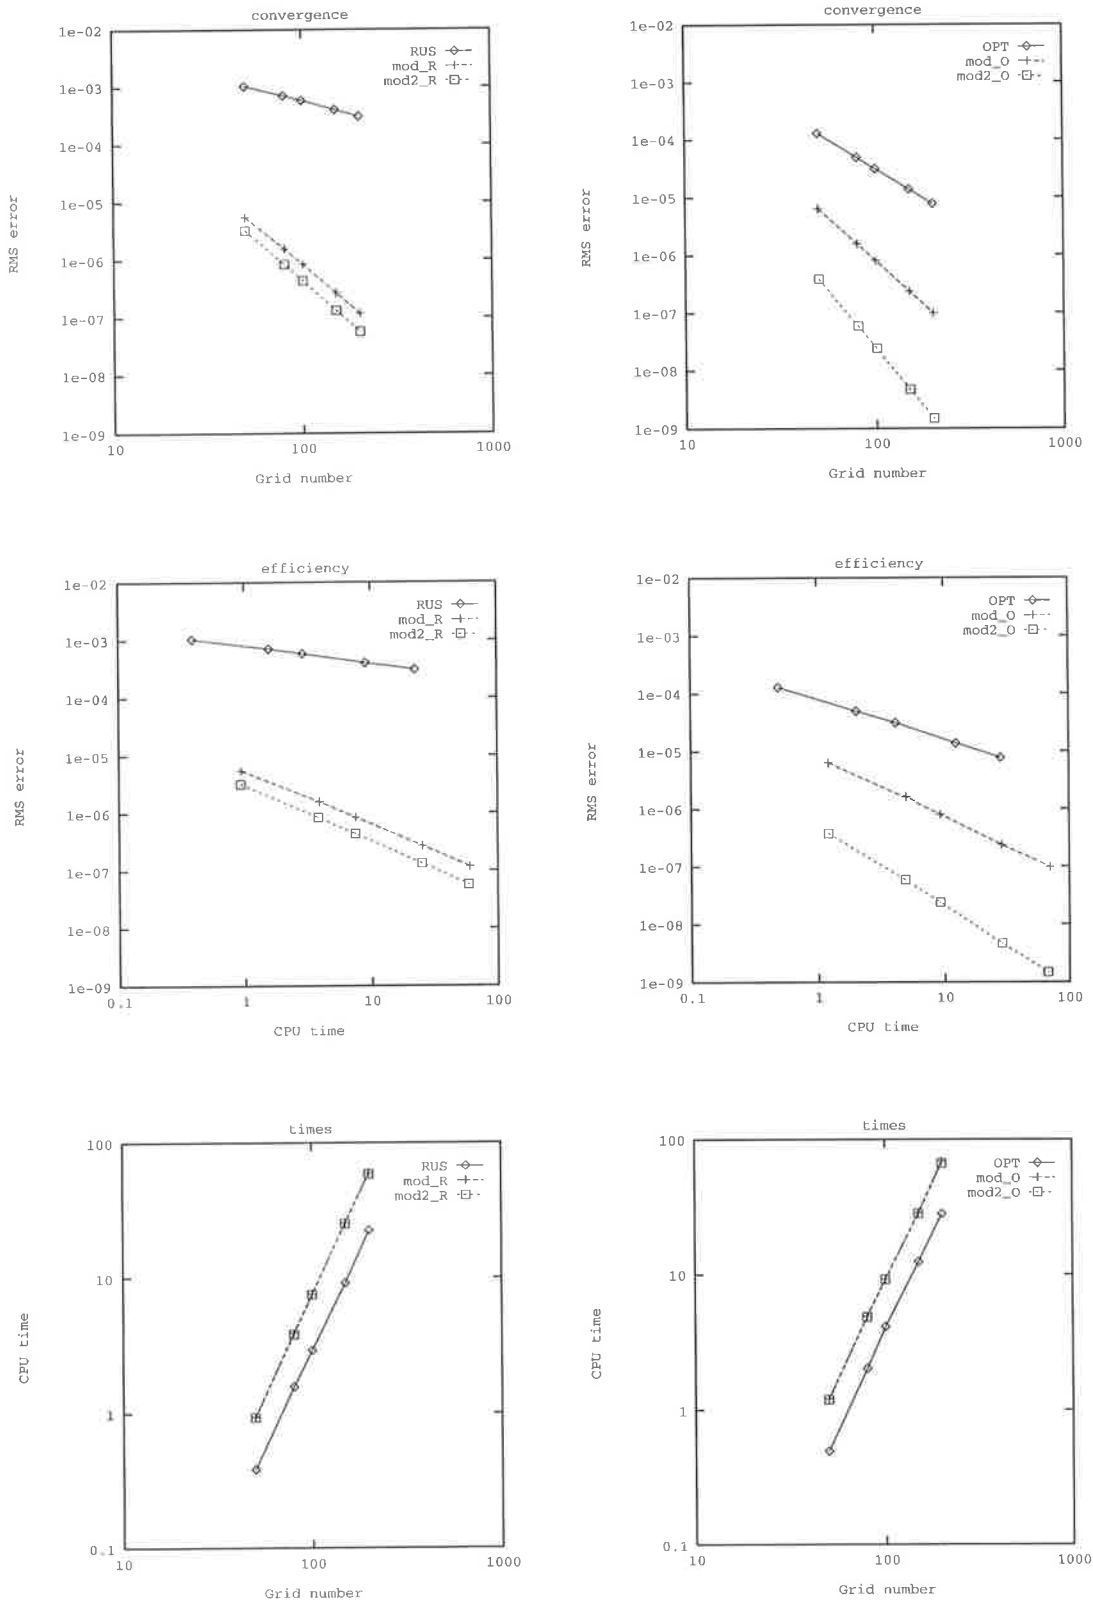 convergence
1e-02
1e-03
1e-04
1e-05
1e-06
1e-07
1e-08
1e-09
RUS
mod_R
mod2_R
RMS error
10
100
1000
Grid number
convergence
1e-02
1e-03
1e-04
1e-05
1e-06
1e-07
1e-08
1e-09
OPT
mod_O
mod2_O
RMS error
10
100
1000
Grid number
efficiency
1e-02
1e-03
1e-04
1e-05
1e-06
1e-07
1e-08
1e-09
RUS
mod_R
mod2_R
RMS error
0.1
1
10
100
CPU time
efficiency
1e-02
1e-03
1e-04
1e-05
1e-06
1e-07
1e-08
1e-09
OPT
mod_O
mod2_O
RMS error
0.1
1
10
100
CPU time
times
100
10
1
0.1
RUS
mod_R
mod2_R
CPU time
10
100
1000
Grid number
times
100
10
1
0.1
OPT
mod_O
mod2_O
CPU time
10
100
1000
Grid number